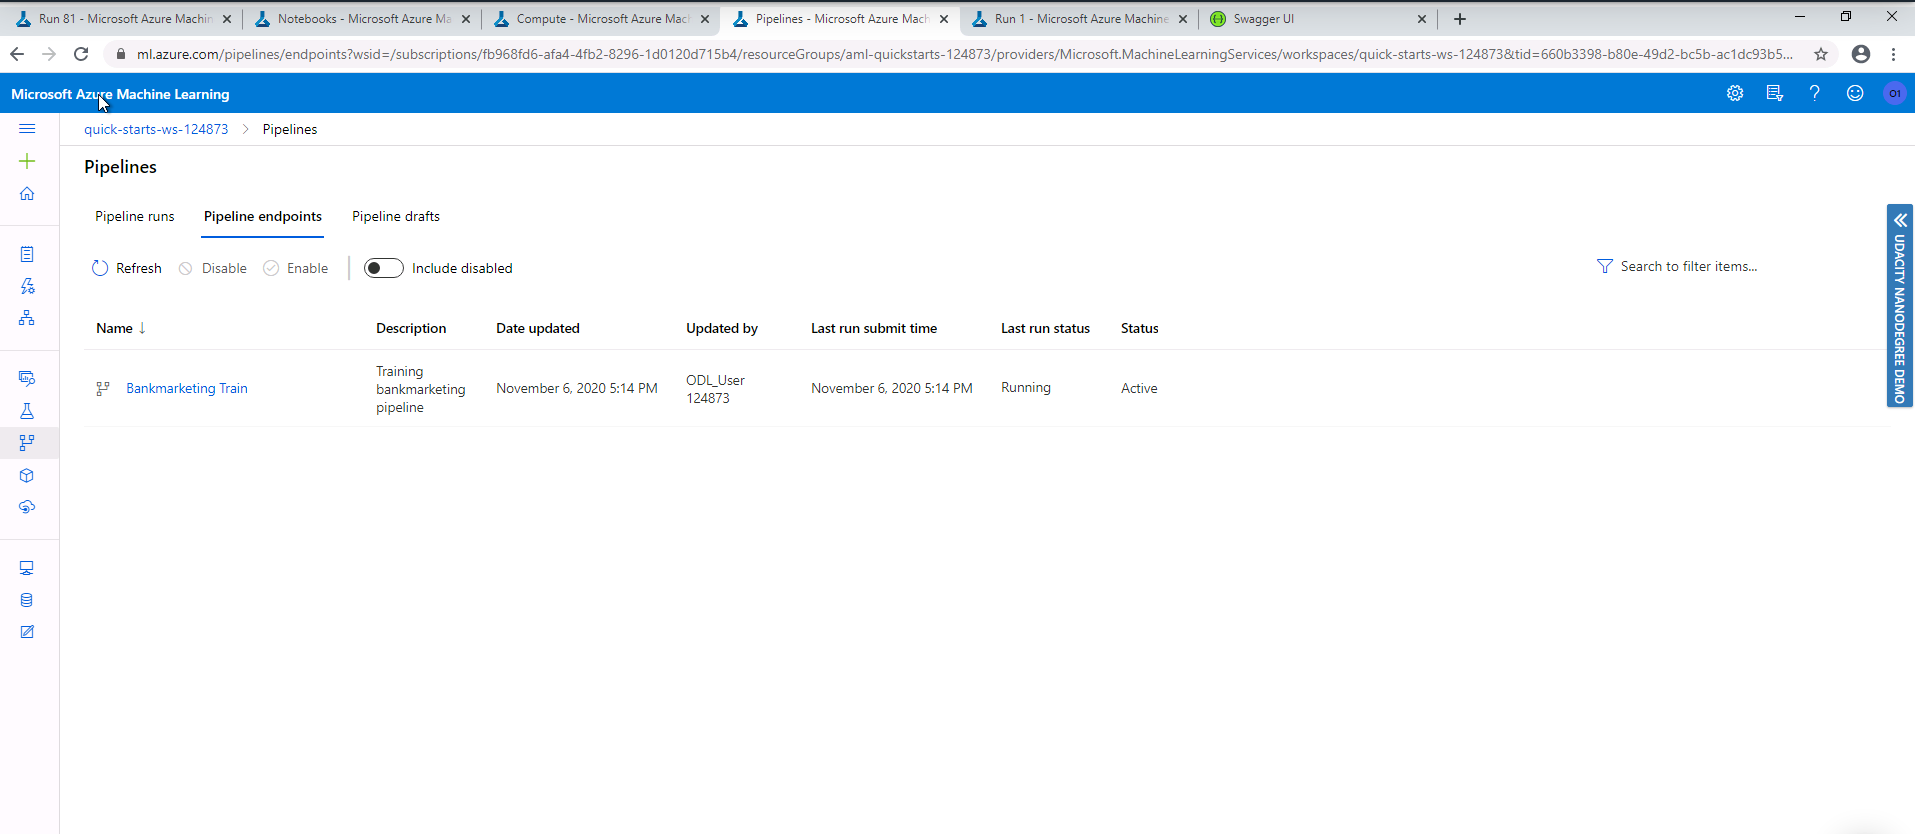 Run 81 - Microsoft Azure Machin
Notebooks - Microsoft Azure Ma
Compute - Microsoft Azure Mach
Pipelines - Microsoft Azure Mach
Run 1 - Microsoft Azure Machine
Swagger UI
ml.azure.com/pipelines/endpoints?wsid=/subscriptions/fb968fd6-afa4-4fb2-8296-1d0120d715b4/resourceGroups/aml-quickstarts-124873/providers/Microsoft.MachineLearningServices/workspaces/quick-starts-ws-124873&tid=660b3398-b80e-49d2-bc5b-ac1dc93b5...
Microsoft Azure Machine Learning
O1
quick-starts-ws-124873 > Pipelines
Pipelines
Pipeline runs Pipeline endpoints Pipeline drafts
Refresh Disable Enable Include disabled Search to filter items...
UDACITY NANODEGREE DEMO
Name ↓ Description Date updated Updated by Last run submit time Last run status Status
Bankmarketing Train
Training
bankmarketing
pipeline
November 6, 2020 5:14 PM
ODL_User
124873
November 6, 2020 5:14 PM
Running
Active